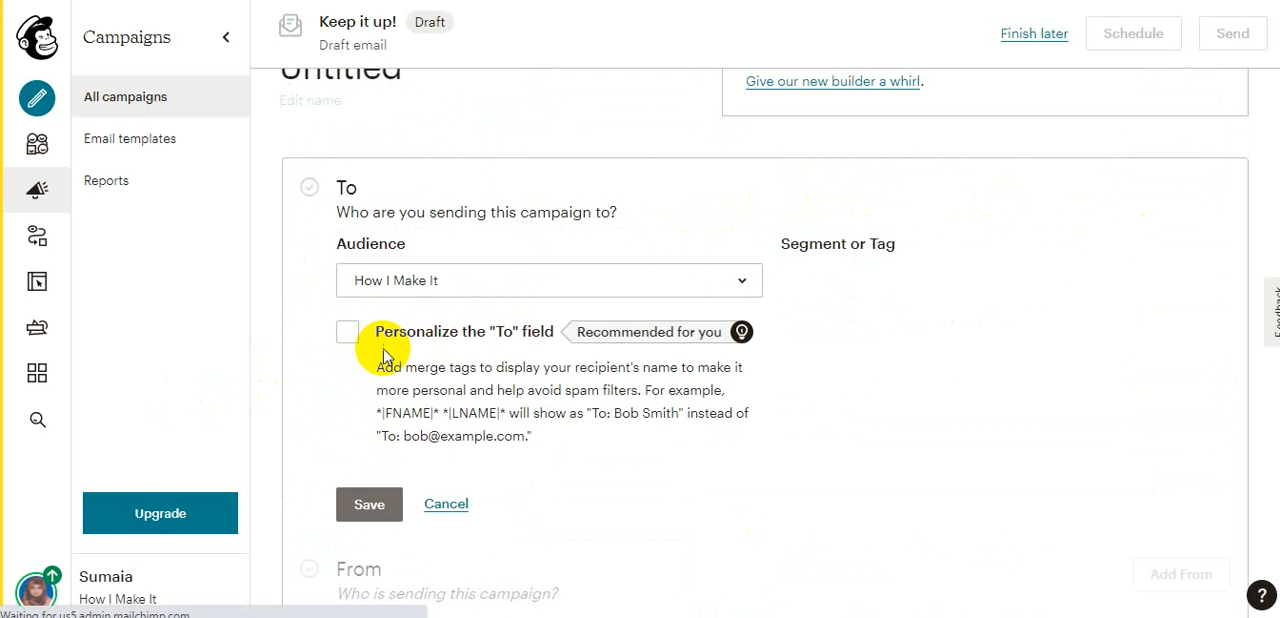 Campaigns
All campaigns
Email templates
Reports
Upgrade
Sumaia
How I Make It
Waiting for us5.admin.mailchimp.com
Keep it up! Draft
Draft email
Finish later
Schedule
Send
Untitled
Edit name
Give our new builder a whirl.
To
Who are you sending this campaign to?
Audience
Segment or Tag
How I Make It
Personalize the "To" field
Recommended for you
Add merge tags to display your recipient's name to make it
more personal and help avoid spam filters. For example,
*|FNAME|* *|LNAME|* will show as "To: Bob Smith" instead of
"To: bob@example.com."
Save
Cancel
From
Add From
Who is sending this campaign?
Feedback
?